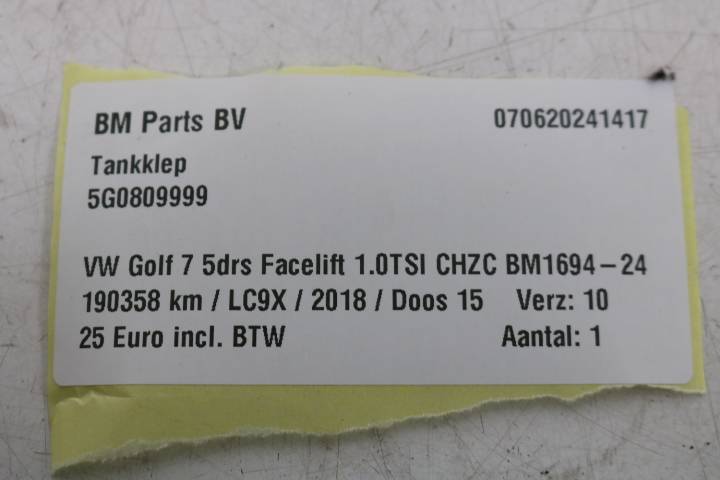 BM Parts BV 070620241417
Tankklep
5G0809999
VW Golf 7 5drs Facelift 1.0TSI CHZC BM1694-24
190358 km / LC9X / 2018 / Doos 15 Verz: 10
25 Euro incl. BTW Aantal: 1